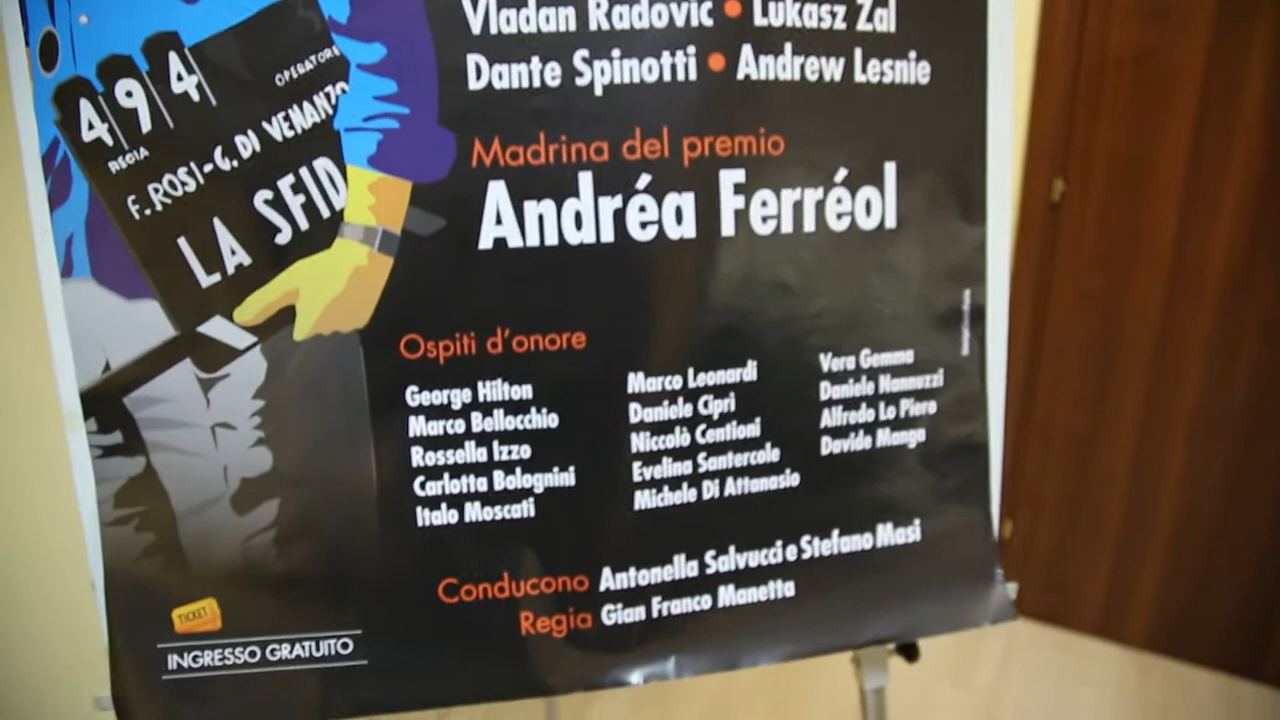 Vladan Radovic • Lukasz Zal
Dante Spinotti • Andrew Lesnie
Madrina del premio
Andréa Ferréol
494
OPERATORE
REGIA
F. ROSI-G. DI VENANZO
LA SFID
Ospiti d'onore
George Hilton
Marco Bellocchio
Rossella Izzo
Carlotta Bolognini
Italo Moscati
Marco Leonardi
Daniele Ciprì
Niccolò Centioni
Evelina Santercole
Michele Di Attanasio
Vera Gemma
Daniele Nannuzzi
Alfredo Lo Piero
Davide Manga
Conducono Antonella Salvucci e Stefano Masi
Regia Gian Franco Manetta
TICKET
INGRESSO GRATUITO